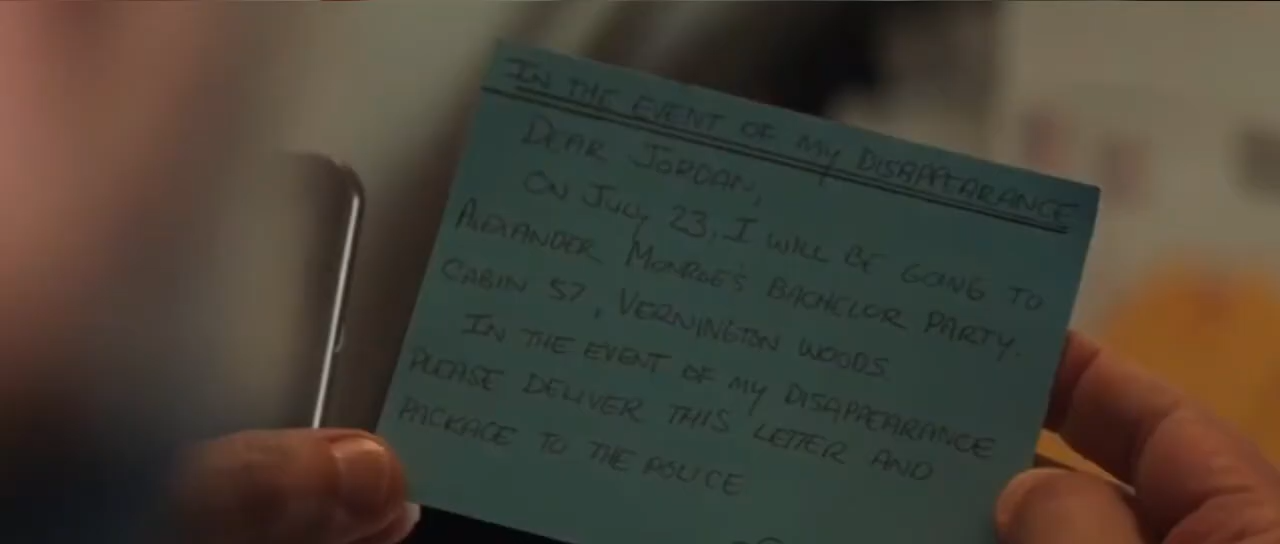 IN THE EVENT OF MY DISAPPEARANCE
DEAR JORDAN,
ON JULY 23, I WILL BE GOING TO
ALEXANDER MONROE'S BACHELOR PARTY.
CABIN 57, VERNINGTON WOODS
IN THE EVENT OF MY DISAPPEARANCE
PLEASE DELIVER THIS LETTER AND
PACKAGE TO THE POLICE